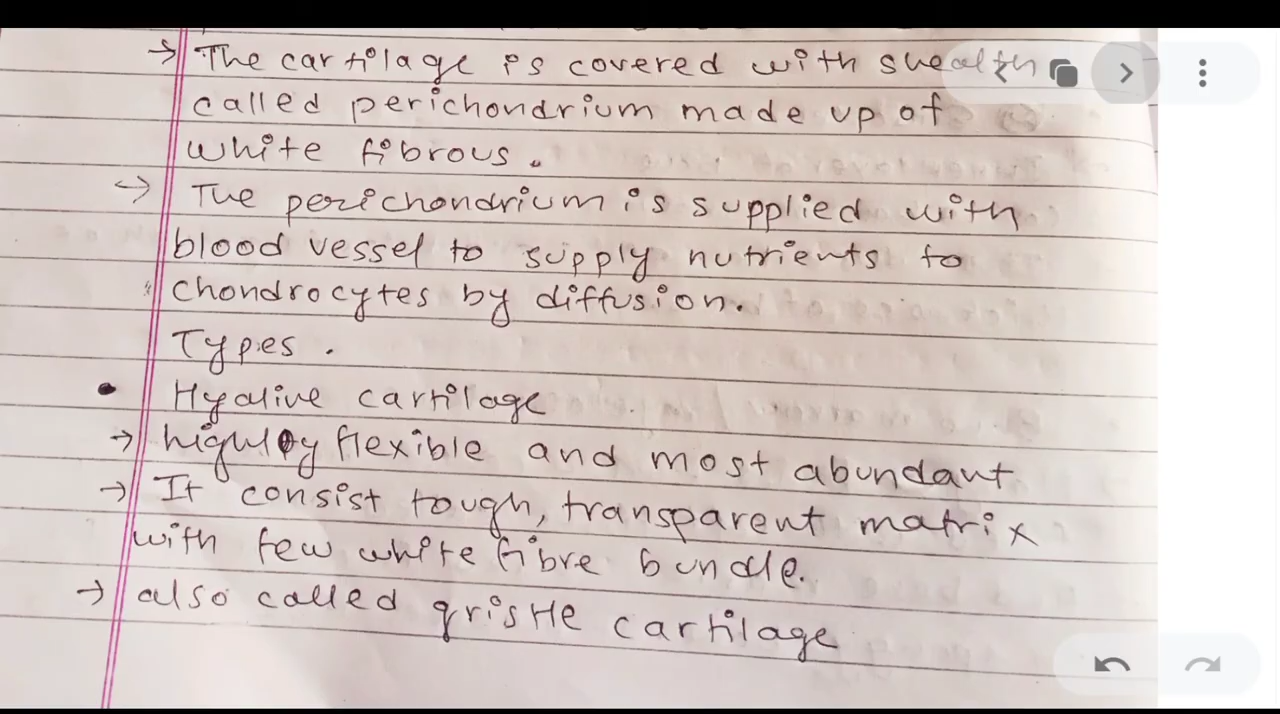 → The cartilage is covered with shealth
called perichondrium made up of
white fibrous.
→ The perichondrium is supplied with
blood vessel to supply nutrients to
chondrocytes by diffusion.
Types.
• Hyaline cartilage
→ highly flexible and most abundant
→ It consist tough, transparent matrix
with few white fibre bundle.
→ also called gristle cartilage